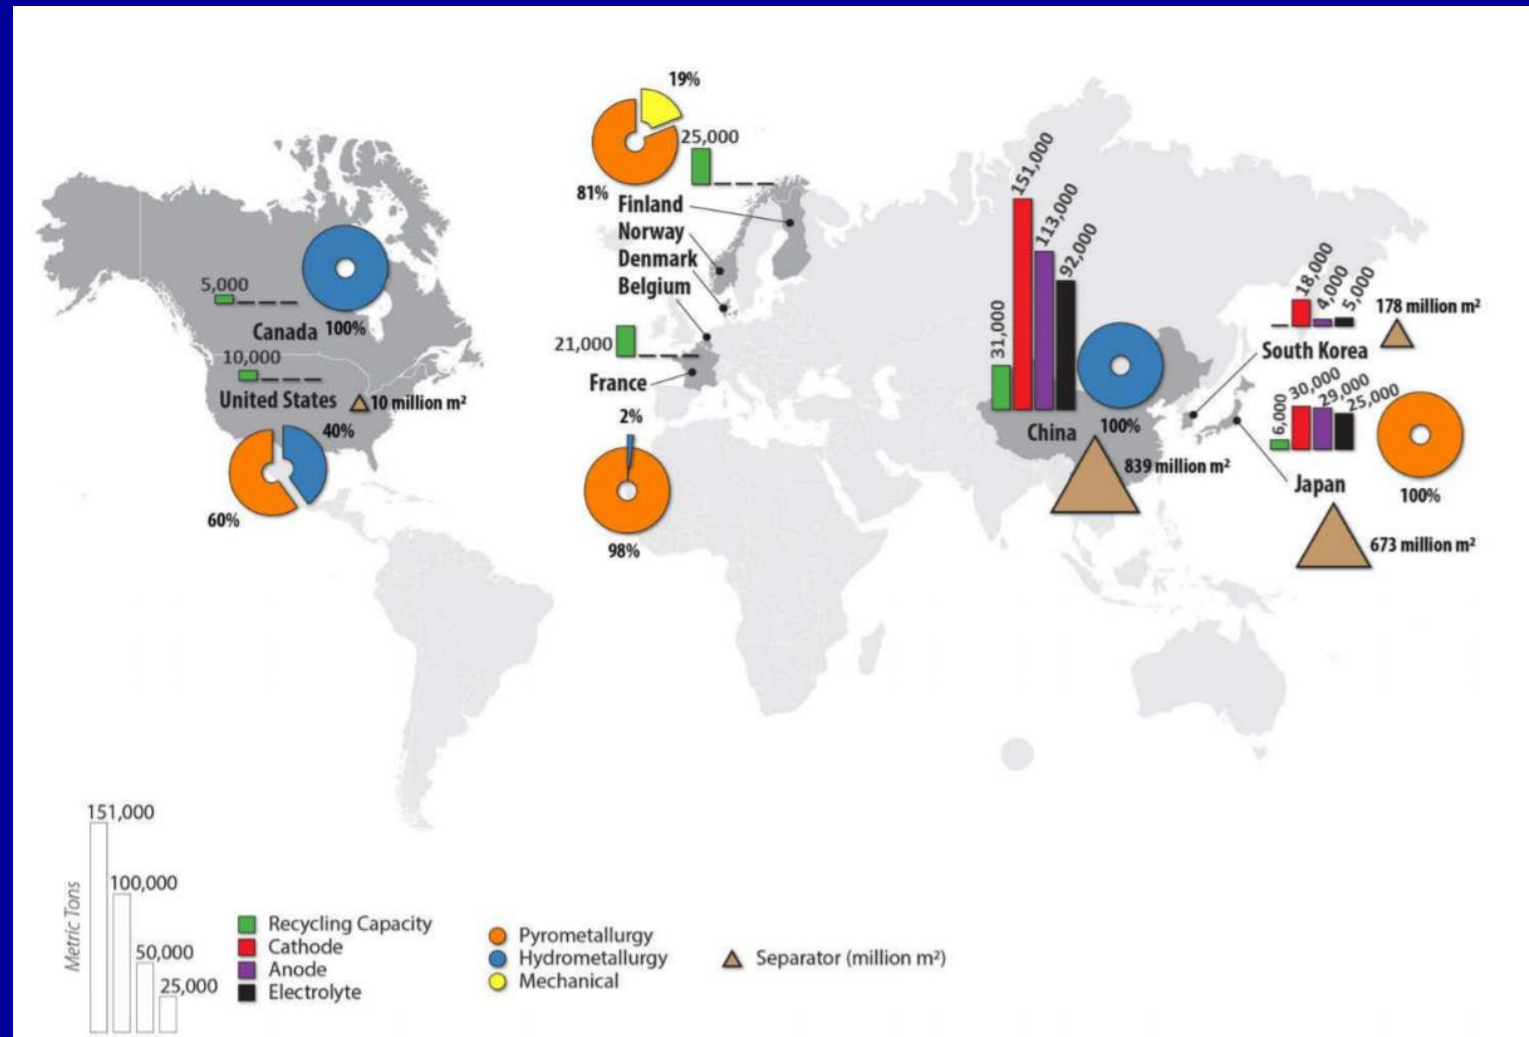 19%
25,000
81%
Finland
Norway
Denmark
Belgium
21,000
France
2%
98%
5,000
Canada 100%
10,000
United States
10 million m²
40%
60%
31,000
151,000
113,000
92,000
China
100%
839 million m²
18,000
4,000
5,000
178 million m²
South Korea
6,000
30,000
29,000
25,000
Japan
100%
673 million m²
151,000
100,000
50,000
25,000
Metric Tons
Recycling Capacity
Cathode
Anode
Electrolyte
Pyrometallurgy
Hydrometallurgy
Mechanical
Separator (million m²)